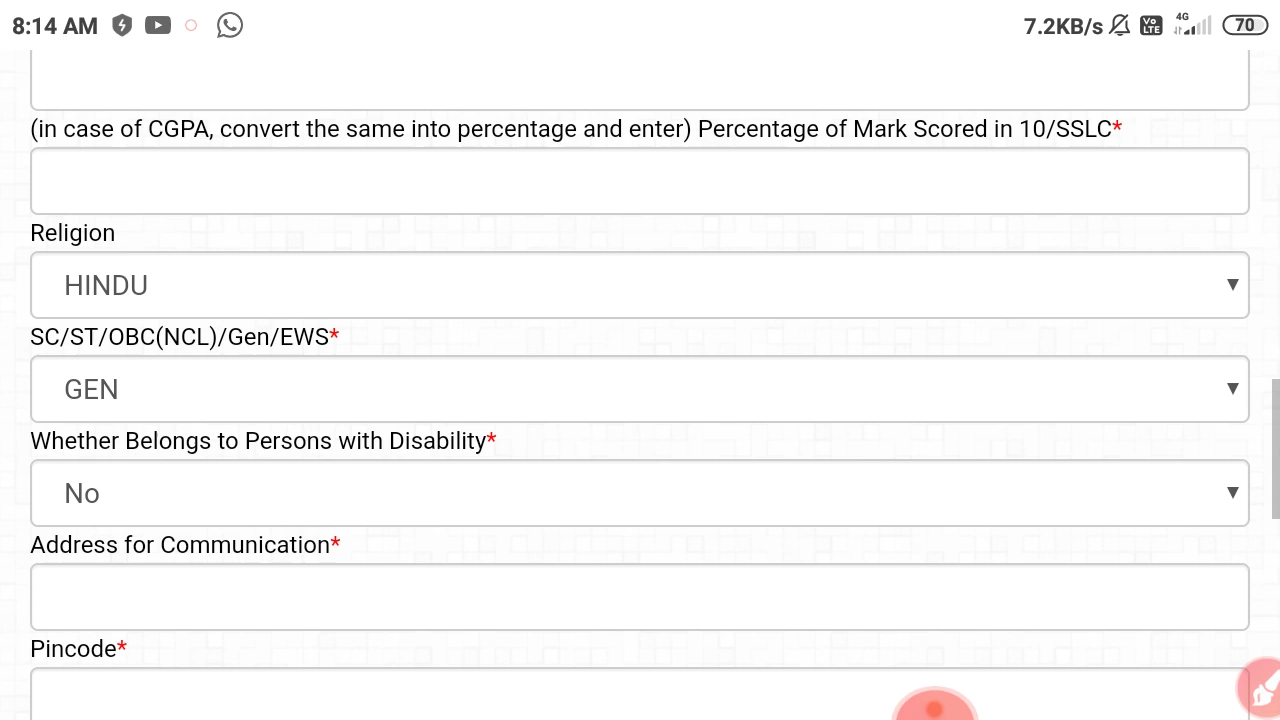 8:14 AM 7.2KB/s Vo LTE 4G 70
(in case of CGPA, convert the same into percentage and enter) Percentage of Mark Scored in 10/SSLC*
Religion
HINDU
SC/ST/OBC(NCL)/Gen/EWS*
GEN
Whether Belongs to Persons with Disability*
No
Address for Communication*
Pincode*